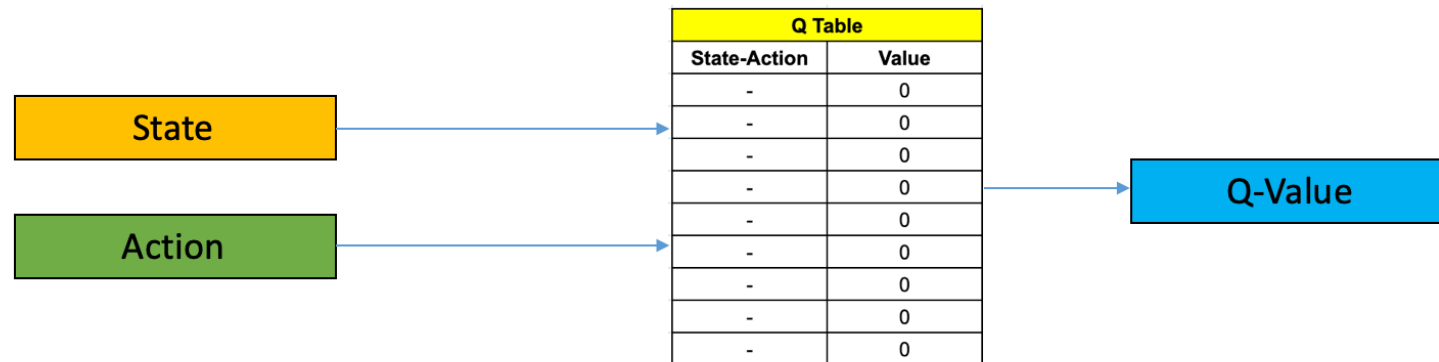 Q Table
State-Action Value
- 0
- 0
State
- 0
- 0
Q-Value
- 0
Action
- 0
- 0
- 0
- 0